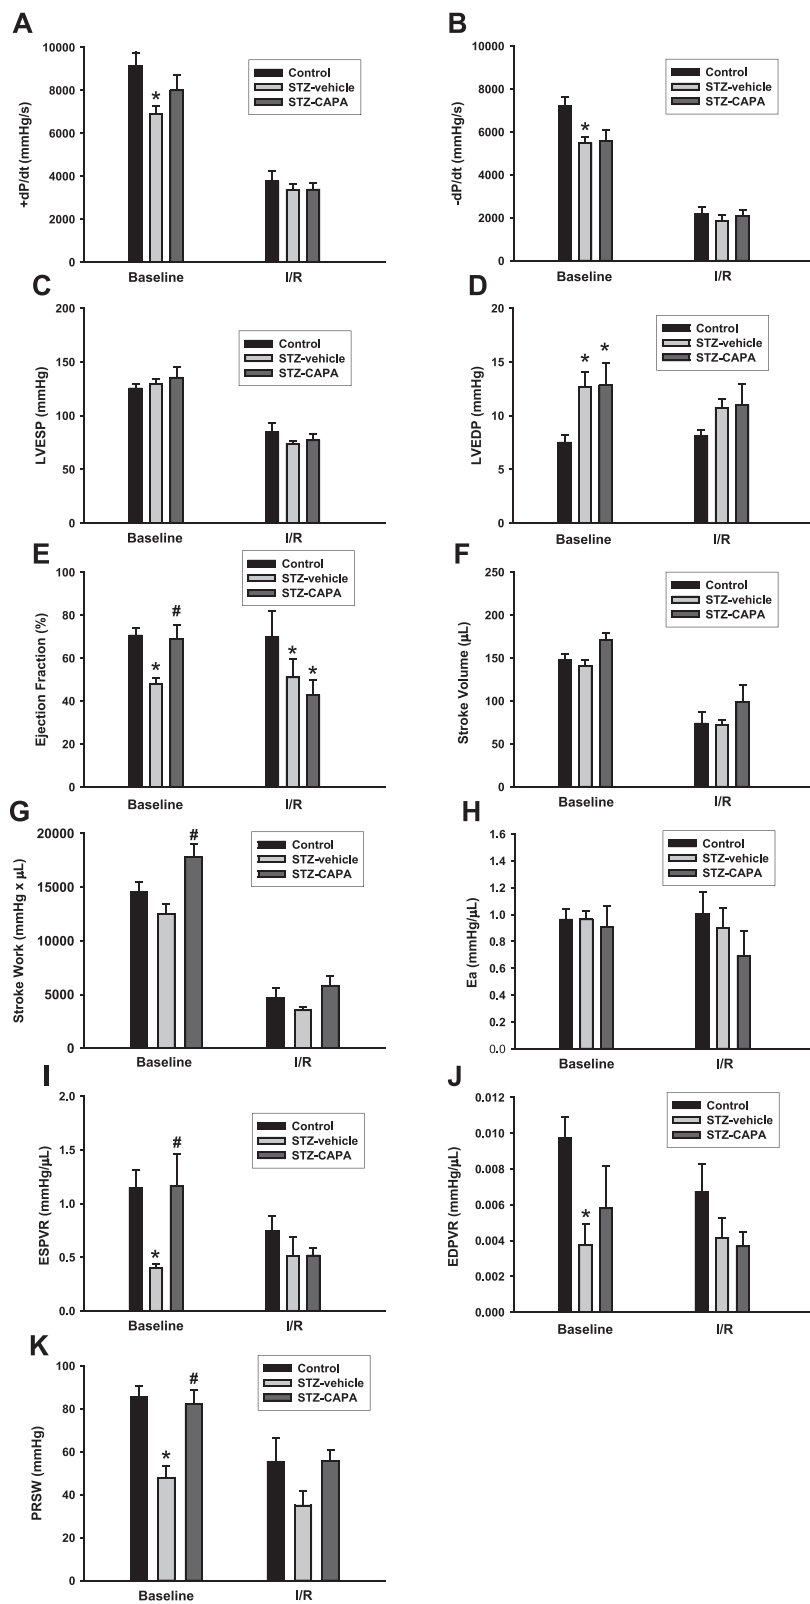 A
+dP/dt (mmHg/s)
10000
8000
6000
4000
2000
0
*
Control
STZ-vehicle
STZ-CAPA
Baseline
I/R
B
-dP/dt (mmHg/s)
10000
8000
6000
4000
2000
0
*
Control
STZ-vehicle
STZ-CAPA
Baseline
I/R
C
LVESP (mmHg)
200
150
100
50
0
Control
STZ-vehicle
STZ-CAPA
Baseline
I/R
D
LVEDP (mmHg)
20
15
10
5
0
* *
Control
STZ-vehicle
STZ-CAPA
Baseline
I/R
E
Ejection Fraction (%)
100
80
60
40
20
0
* #
* *
Control
STZ-vehicle
STZ-CAPA
Baseline
I/R
F
Stroke Volume (μL)
250
200
150
100
50
0
Control
STZ-vehicle
STZ-CAPA
Baseline
I/R
G
Stroke Work (mmHg x μL)
20000
15000
10000
5000
0
#
Control
STZ-vehicle
STZ-CAPA
Baseline
I/R
H
Ea (mmHg/μL)
1.6
1.4
1.2
1.0
0.8
0.6
0.4
0.2
0.0
Control
STZ-vehicle
STZ-CAPA
Baseline
I/R
I
ESPVR (mmHg/μL)
2.0
1.5
1.0
0.5
0.0
* #
Control
STZ-vehicle
STZ-CAPA
Baseline
I/R
J
EDPVR (mmHg/μL)
0.012
0.010
0.008
0.006
0.004
0.002
0.000
*
Control
STZ-vehicle
STZ-CAPA
Baseline
I/R
K
PRSW (mmHg)
100
80
60
40
20
0
* #
Control
STZ-vehicle
STZ-CAPA
Baseline
I/R